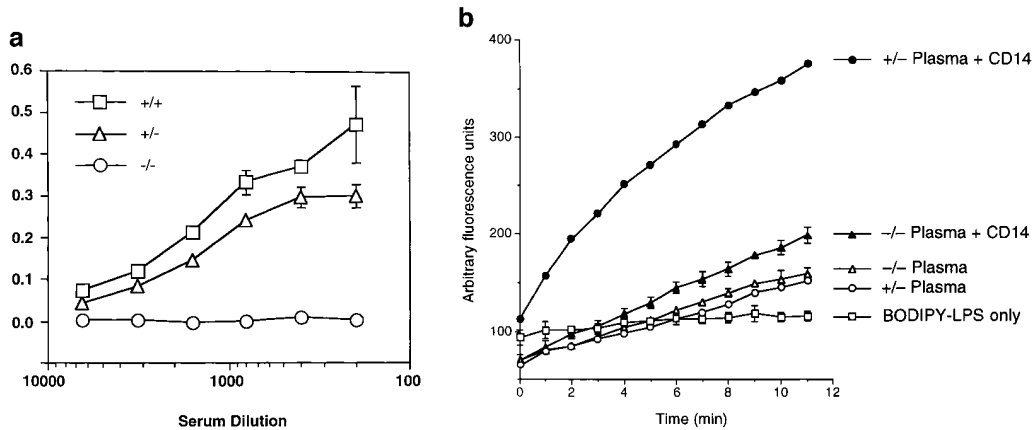 a
0.6
0.5
0.4
0.3
0.2
0.1
0.0
+/+
+/-
-/-
10000
1000
100
Serum Dilution
b
400
300
200
100
Arbitrary fluorescence units
0
2
4
6
8
10
12
Time (min)
+/− Plasma + CD14
−/− Plasma + CD14
−/− Plasma
+/− Plasma
BODIPY-LPS only